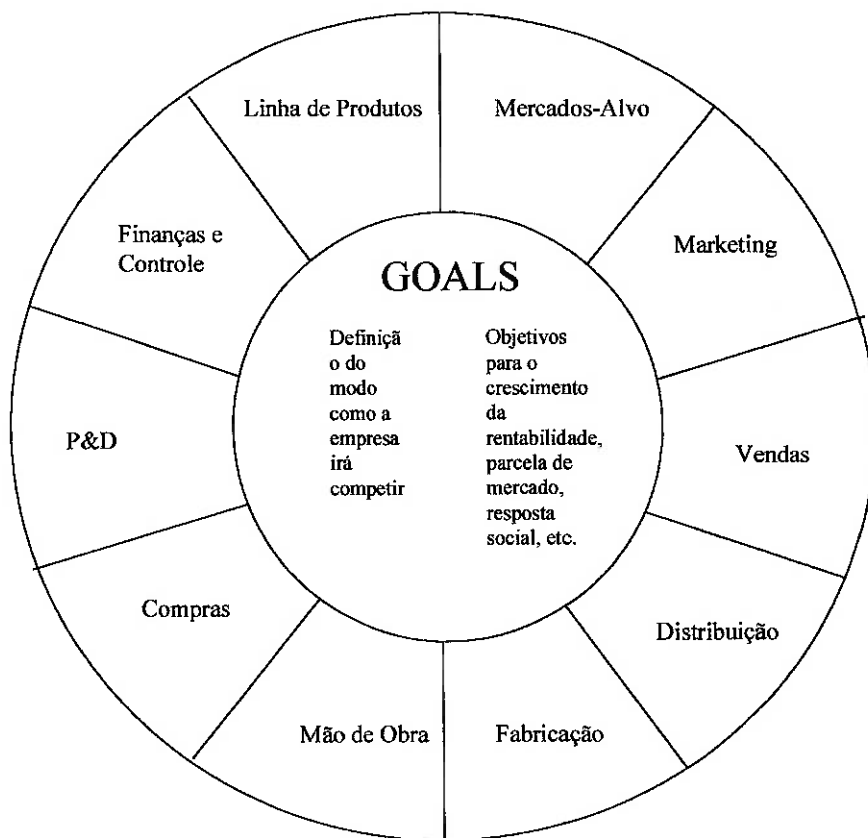 Linha de Produtos
Mercados-Alvo
Marketing
Vendas
Distribuição
Fabricação
Mão de Obra
Compras
P&D
Finanças e
Controle
GOALS
Definiçã
o do
modo
como a
empresa
irá
competir
Objetivos
para o
crescimento
da
rentabilidade,
parcela de
mercado,
resposta
social, etc.